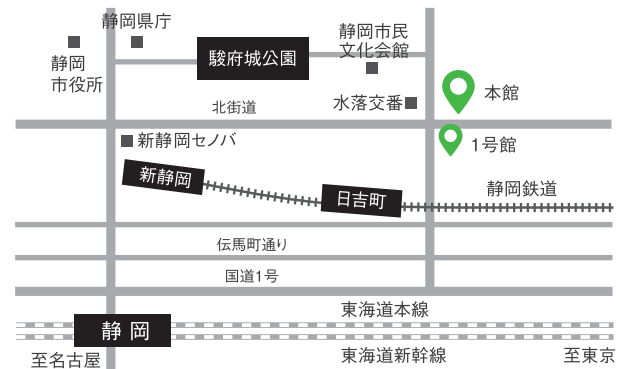 静岡県庁
静岡市民
文化会館
静岡
市役所
駿府城公園
本館
北街道
水落交番
新静岡セノバ
1号館
新静岡
日吉町
静岡鉄道
伝馬町通り
国道1号
東海道本線
静岡
至名古屋
東海道新幹線
至東京